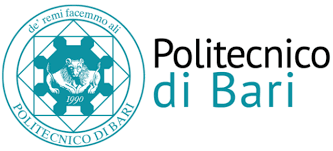 de' remi facemmo ali
1990
POLITECNICO DI BARI
Politecnico
di Bari